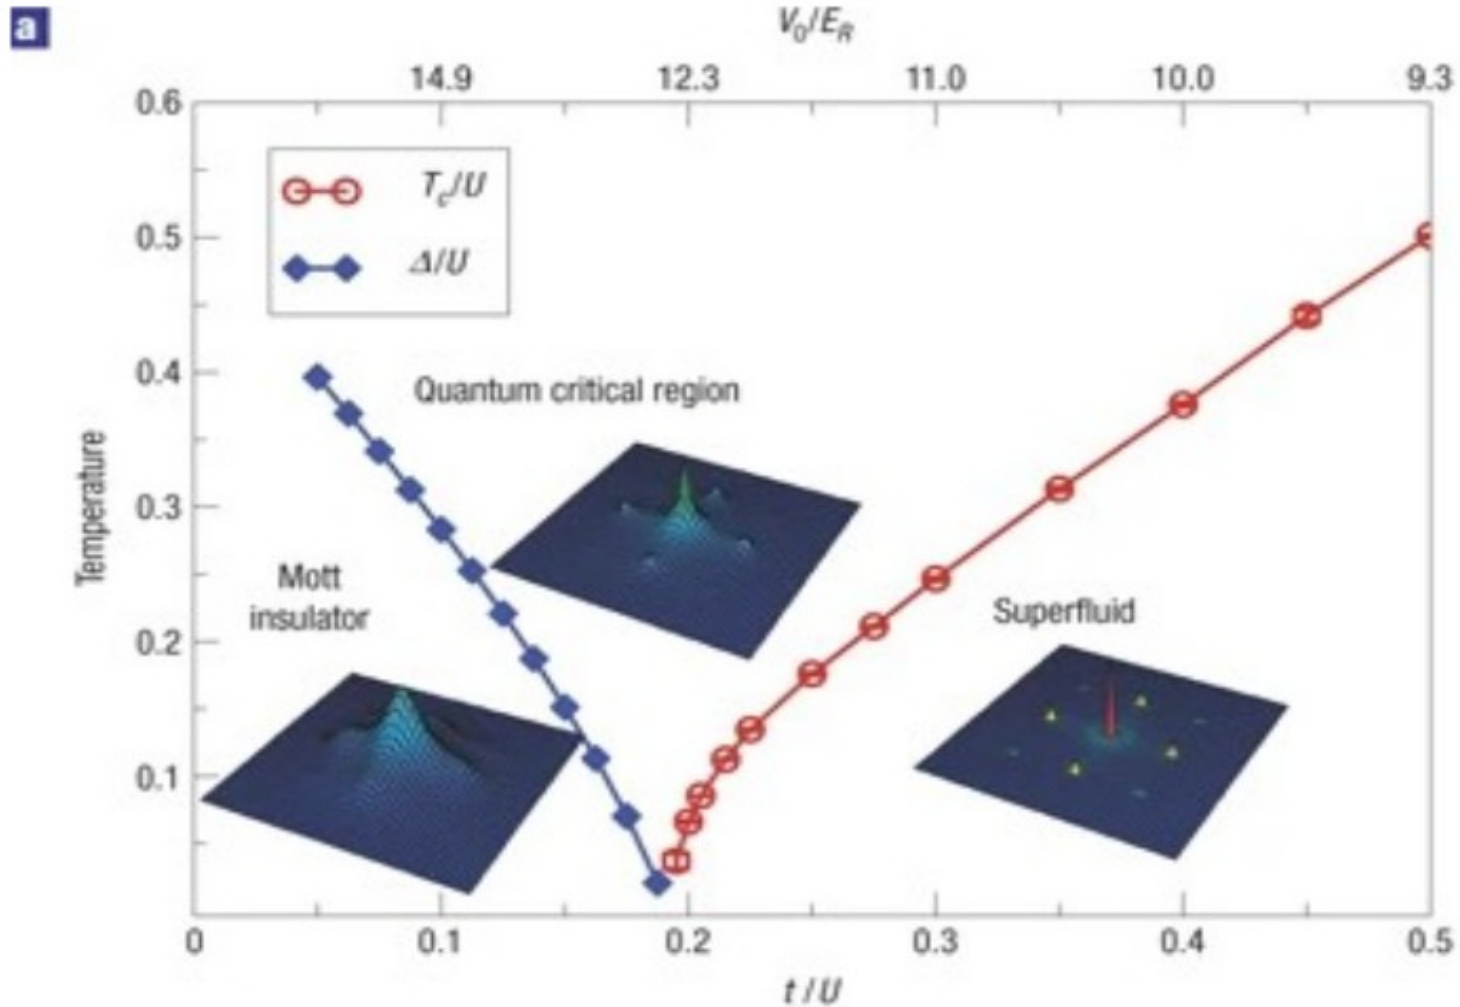 a
V₀/E_R
14.9 12.3 11.0 10.0 9.3
0.6
T_c/U
Δ/U
0.5
0.4
Quantum critical region
0.3
Temperature
Mott
insulator
Superfluid
0.2
0.1
0 0.1 0.2 0.3 0.4 0.5
t/U